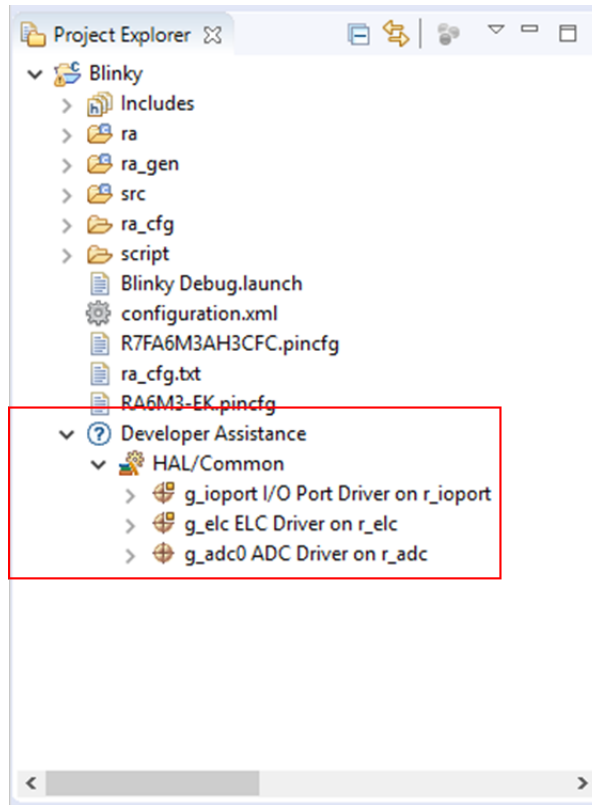 Project Explorer
Blinky
Includes
ra
ra_gen
src
ra_cfg
script
Blinky Debug.launch
configuration.xml
R7FA6M3AH3CFC.pincfg
ra_cfg.txt
RA6M3-EK.pincfg
Developer Assistance
HAL/Common
g_ioport I/O Port Driver on r_ioport
g_elc ELC Driver on r_elc
g_adc0 ADC Driver on r_adc